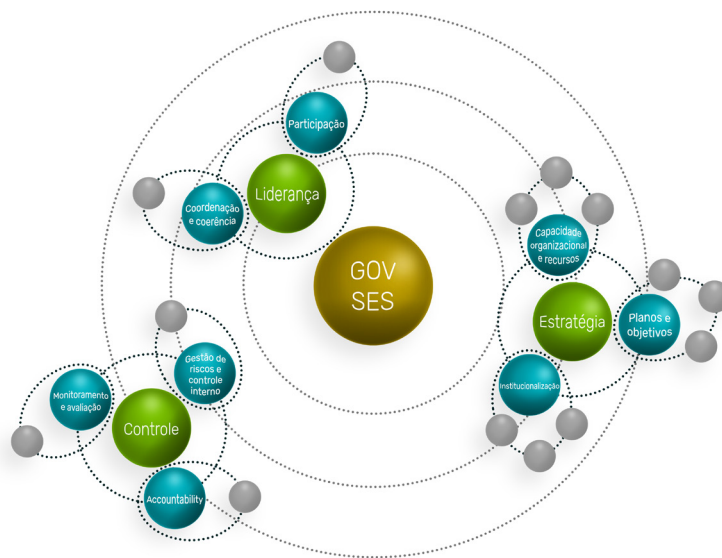 Participação
Liderança
Coordenação
e coerência
GOV
SES
Capacidade
organizacional
e recursos
Estratégia
Planos e
objetivos
Institucionalização
Gestão de
riscos e
controle
interno
Monitoramento
e avaliação
Controle
Accountability